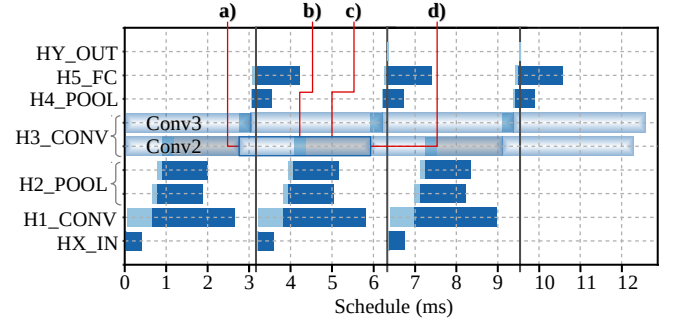 a) b) c) d)
HY_OUT
H5_FC
H4_POOL
Conv3
H3_CONV
Conv2
H2_POOL
H1_CONV
HX_IN
0 1 2 3 4 5 6 7 8 9 10 11 12
Schedule (ms)